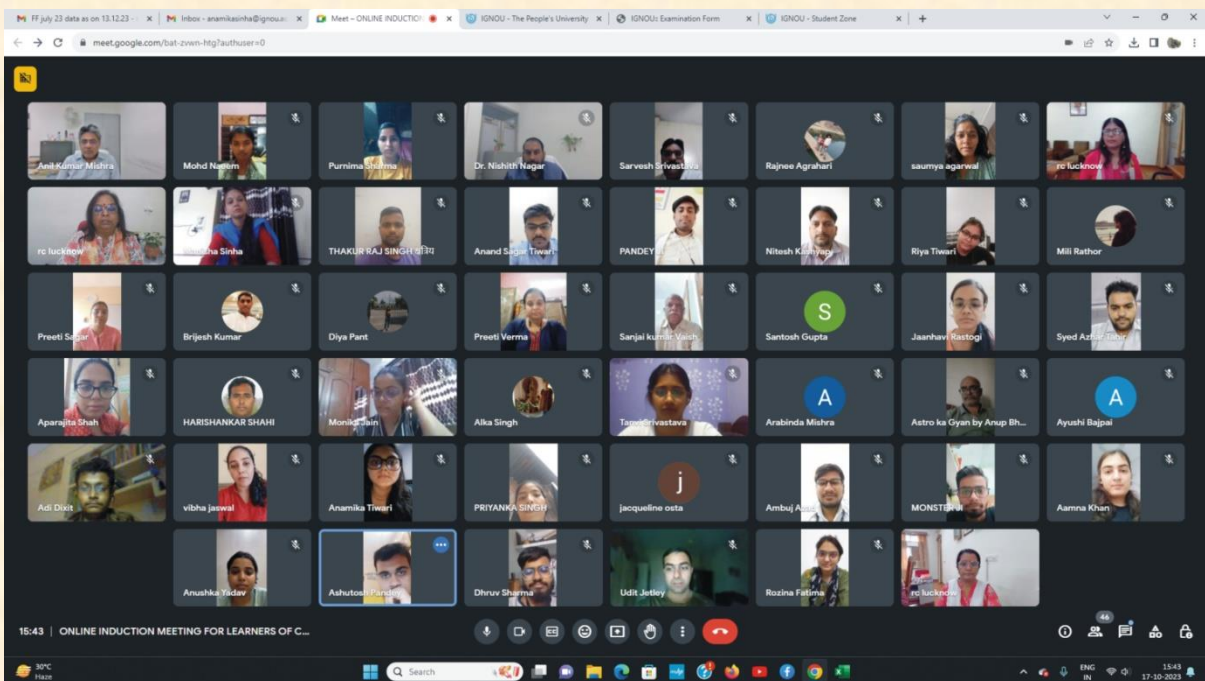 FF july 23 data as on 13.12.23 -
Inbox - anamikasinha@ignou.ac
Meet – ONLINE INDUCTION
IGNOU - The People's University
IGNOU: Examination Form
IGNOU - Student Zone
meet.google.com/bat-zvwn-htg?authuser=0
Anil Kumar Mishra
Mohd Nadeem
Purnima Sharma
Dr. Nishith Nagar
Sarvesh Srivastava
Rajnee Agrahari
saumya agarwal
rc lucknow
rc lucknow
Sinha
THAKUR RAJ SINGH क्षत्रिय
Anand Sagar Tiwari
PANDEY
Nitesh Kashyap
Riya Tiwari
Mili Rathor
Preeti Sagar
Brijesh Kumar
Diya Pant
Preeti Verma
Sanjai kumar Vaish
S
Santosh Gupta
Jaanhavi Rastogi
Syed Azhar Tahir
Aparajita Shah
HARISHANKAR SHAHI
Monika Jain
Alka Singh
Srivastava
A
Arabinda Mishra
Astro ka Gyan by Anup Bh...
A
Ayushi Bajpai
Adi Dixit
vibha jaswal
Anamika Tiwari
PRIYANKA SINGH
j
jacqueline osta
Ambuj
MONSTER JI
Aamna Khan
Anushka Yadav
Ashutosh Pandey
Dhruv Sharma
Udit Jetley
Rozina Fatima
rc lucknow
15:43 | ONLINE INDUCTION MEETING FOR LEARNERS OF C...
46
30°C
Haze
Search
ENG
IN
15:43
17-10-2023